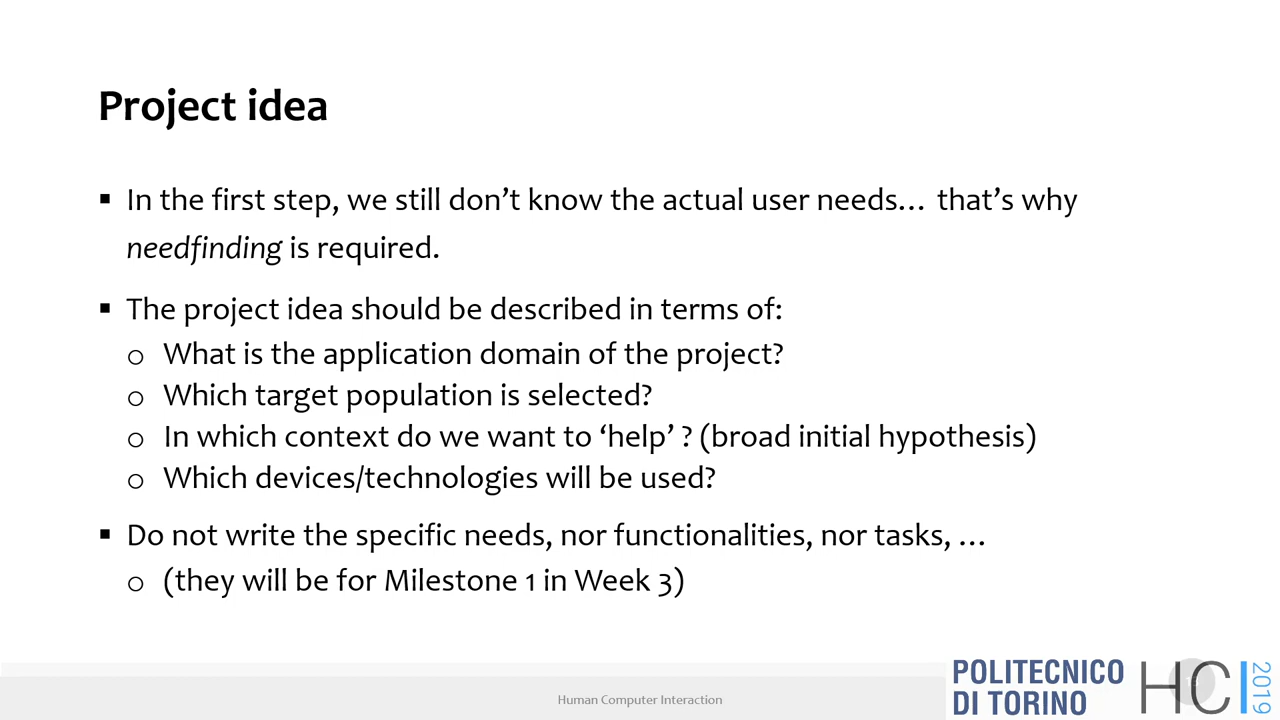 Project idea
▪ In the first step, we still don’t know the actual user needs… that’s why
needfinding is required.
▪ The project idea should be described in terms of:
o What is the application domain of the project?
o Which target population is selected?
o In which context do we want to ‘help’ ? (broad initial hypothesis)
o Which devices/technologies will be used?
▪ Do not write the specific needs, nor functionalities, nor tasks, …
o (they will be for Milestone 1 in Week 3)
Human Computer Interaction
POLITECNICO
DI TORINO
HCI
2019